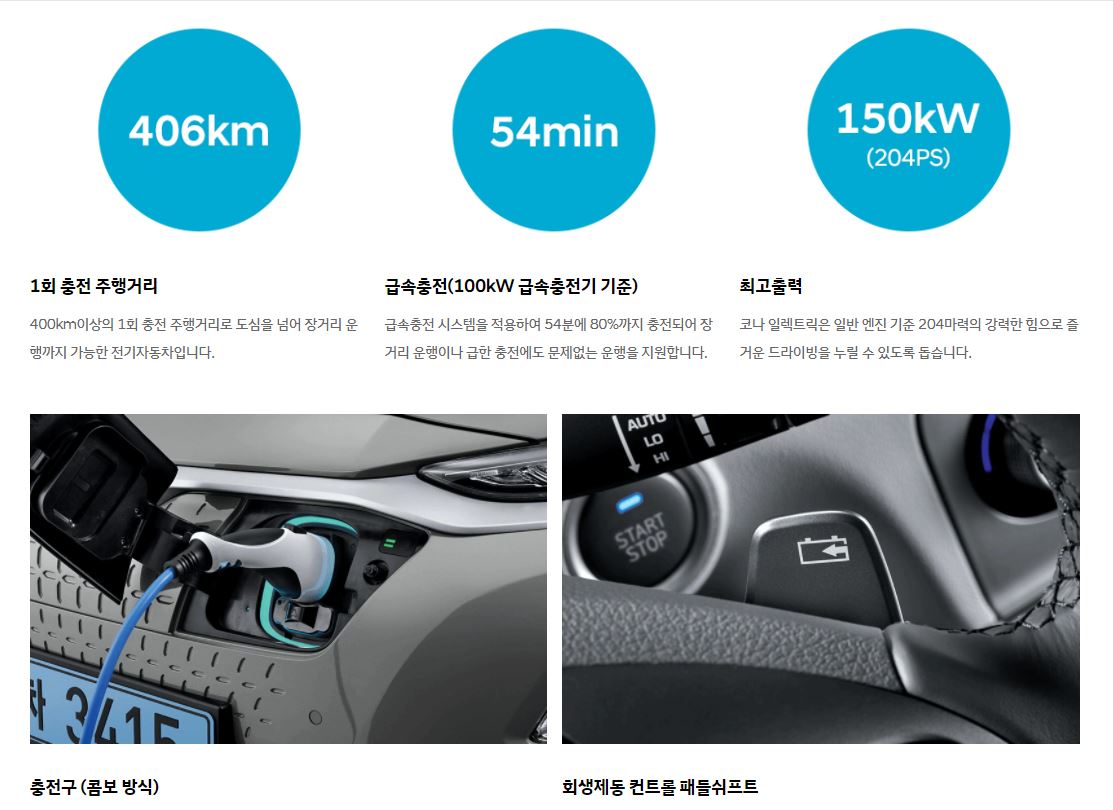 406km
54min
150kW
(204PS)
1회 충전 주행거리
400km이상의 1회 충전 주행거리로 도심을 넘어 장거리 운
행까지 가능한 전기자동차입니다.
급속충전(100kW 급속충전기 기준)
급속충전 시스템을 적용하여 54분에 80%까지 충전되어 장
거리 운행이나 급한 충전에도 문제없는 운행을 지원합니다.
최고출력
코나 일렉트릭은 일반 엔진 기준 204마력의 강력한 힘으로 즐
거운 드라이빙을 누릴 수 있도록 돕습니다.
3415
AUTO
LO
HI
START
STOP
충전구 (콤보 방식)
회생제동 컨트롤 패들쉬프트